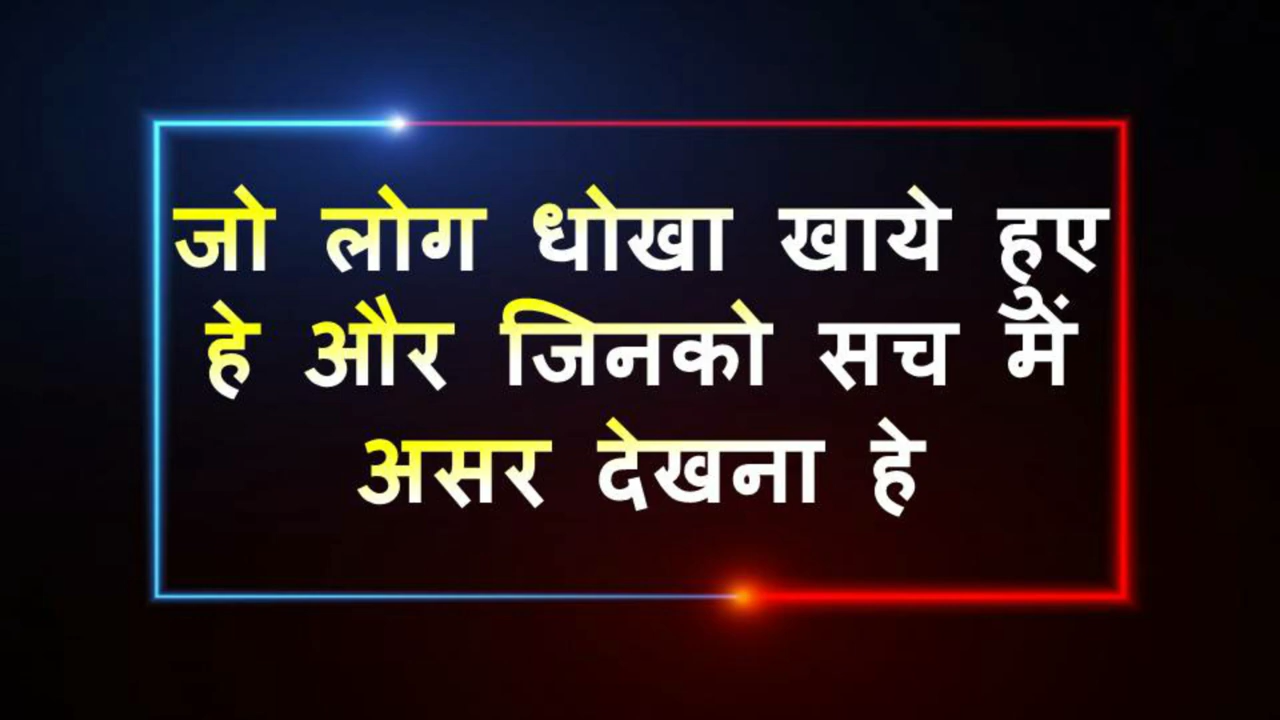 जो लोग धोखा खाये हुए
हे और जिनको सच में
असर देखना हे